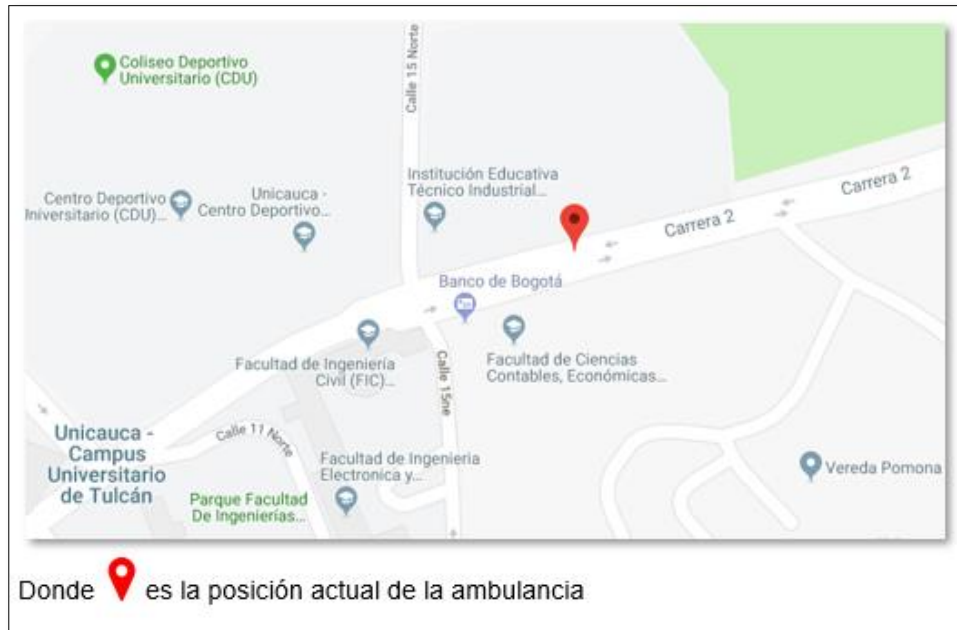 Coliseo Deportivo
Universitario (CDU)
Calle 15 Norte
Institución Educativa
Técnico Industrial...
Centro Deportivo
Universitario (CDU)...
Unicauca -
Centro Deportivo...
Carrera 2
Carrera 2
Banco de Bogotá
Facultad de Ingeniería
Civil (FIC)...
Calle 15ne
Facultad de Ciencias
Contables, Económicas...
Unicauca -
Campus
Universitario
de Tulcán
Calle 11 Norte
Facultad de Ingenieria
Electronica y...
Parque Facultad
De Ingenierías...
Vereda Pomona
Donde es la posición actual de la ambulancia